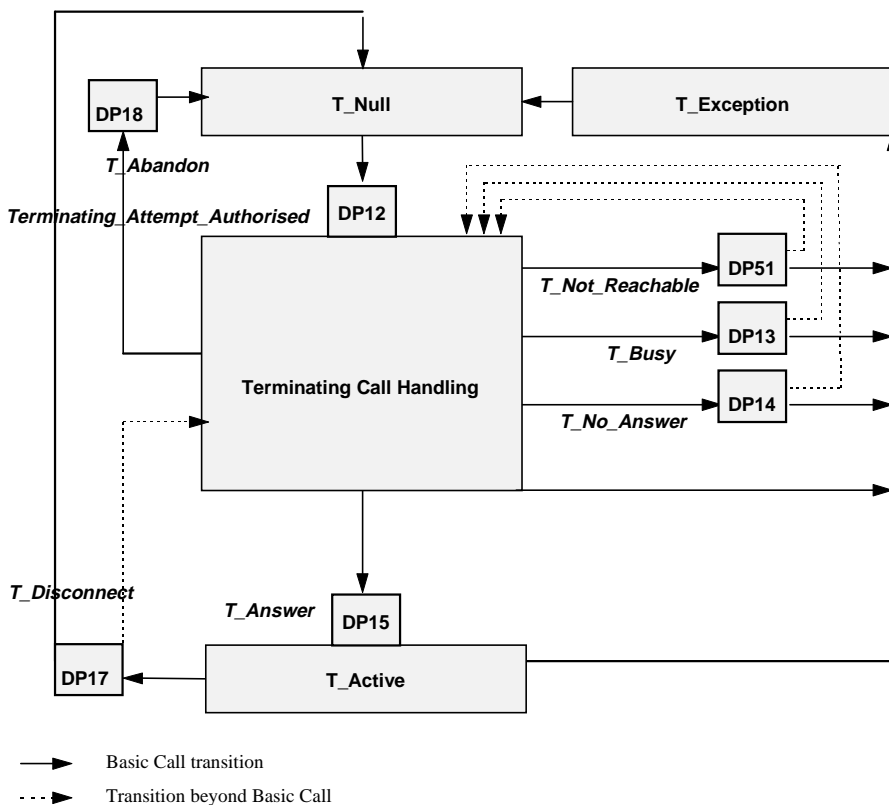 T_Null
T_Exception
DP18
T_Abandon
DP12
Terminating_Attempt_Authorised
DP51
T_Not_Reachable
DP13
T_Busy
Terminating Call Handling
DP14
T_No_Answer
T_Disconnect
T_Answer
DP15
DP17
T_Active
Basic Call transition
Transition beyond Basic Call